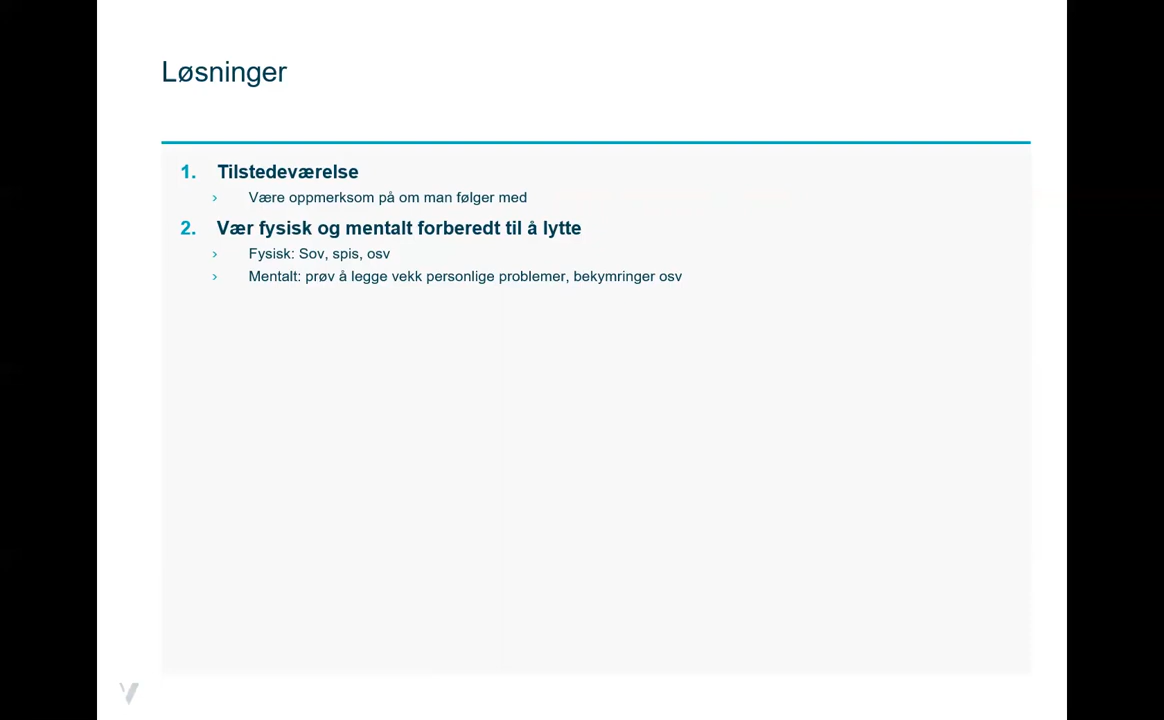 Løsninger
1. Tilstedeværelse
› Være oppmerksom på om man følger med
2. Vær fysisk og mentalt forberedt til å lytte
› Fysisk: Sov, spis, osv
› Mentalt: prøv å legge vekk personlige problemer, bekymringer osv